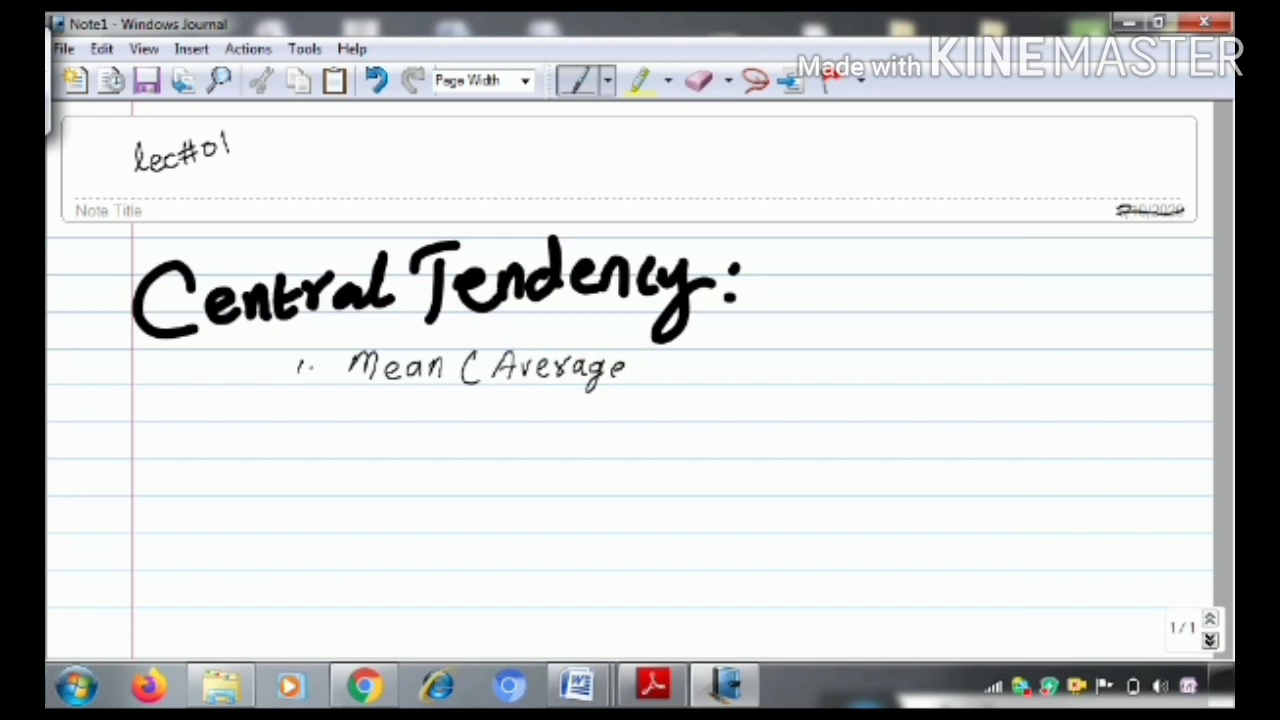 Note1 - Windows Journal
File Edit View Insert Actions Tools Help
Made with KINEMASTER
Page Width
Lec#01
Note Title
Central Tendency:
1. Mean ( Average
1/1